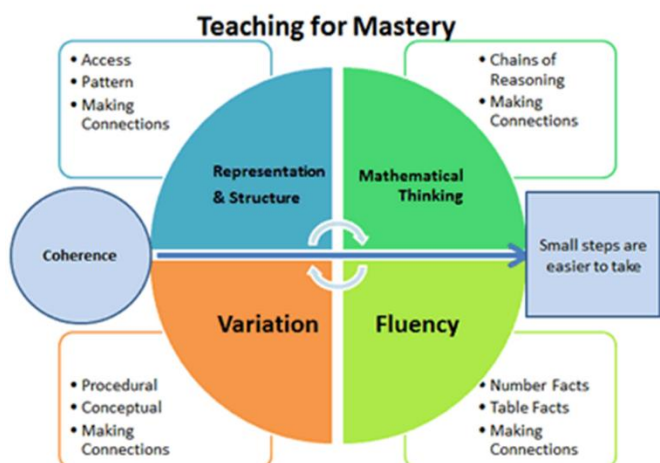 Teaching for Mastery
• Access
• Pattern
• Making
Connections
• Chains of
Reasoning
• Making
Connections
Representation
& Structure
Mathematical
Thinking
Coherence
Small steps are
easier to take
Variation
Fluency
• Procedural
• Conceptual
• Making
Connections
• Number Facts
• Table Facts
• Making
Connections